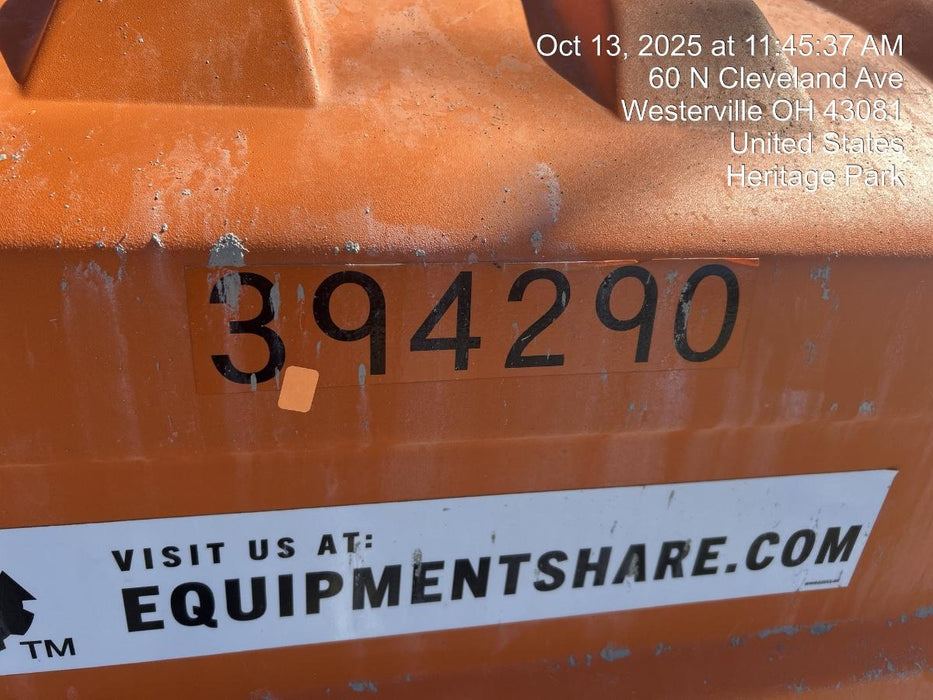 Oct 13, 2025 at 11:45:37 AM
60 N Cleveland Ave
Westerville OH 43081
United States
Heritage Park
394290
VISIT US AT:
EQUIPMENTSHARE.COM
TM